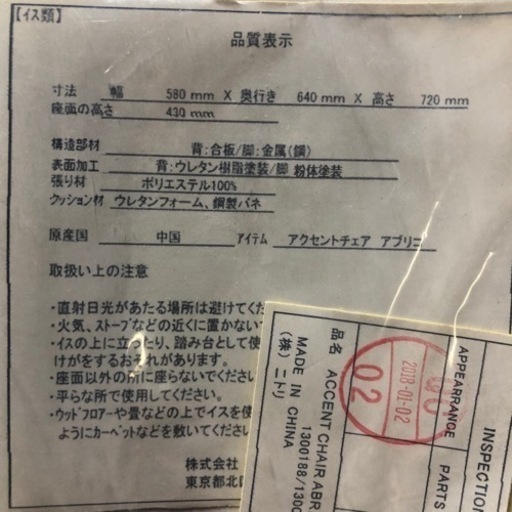 【イス類】
品質表示
寸法 幅 580 mm X 奥行き 640 mm X 高さ 720 mm
座面の高さ 430 mm
構造部材 背:合板/脚:金属(鋼)
表面加工 背:ウレタン樹脂塗装/脚 粉体塗装
張り材 ポリエステル100%
クッション材 ウレタンフォーム、鋼製バネ
原産国 中国 アイテム アクセントチェア アブリコ
取扱い上の注意
・直射日光があたる場所は避けてくだ
・火気、ストーブなどの近くに置かない
・イスの上に立ったり、踏み台として使
けがをするおそれがあります。
・座面以外の所に座らないでください
・平らな所で使用してください。
・ウッドフロアーや畳などの上でイスを使
ようにカーペットなどを敷いてください
株式会社
東京都北
INSPECTION
APPEARRANCE
PARTS
2018-01-02
02
品名 ACCENT CHAIR ABR
1300188/1300
MADE IN CHINA
(株)ニトリ